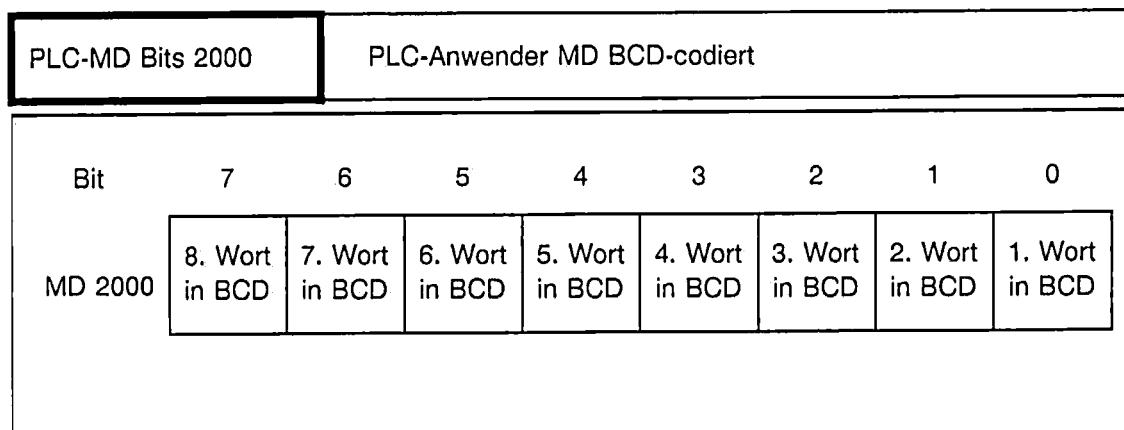 PLC-MD Bits 2000 PLC-Anwender MD BCD-codiert
Bit 7 6 5 4 3 2 1 0
8. Wort 7. Wort 6. Wort 5. Wort 4. Wort 3. Wort 2. Wort 1. Wort
MD 2000 in BCD in BCD in BCD in BCD in BCD in BCD in BCD in BCD